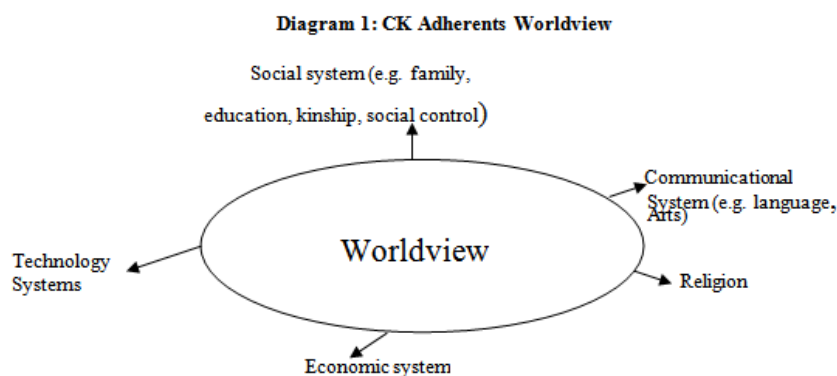 Diagram 1: CK Adherents Worldview
Social system (e.g. family,
education, kinship, social control)
Communicational
System (e.g. language,
Arts)
Worldview
Technology
Systems
Religion
Economic system